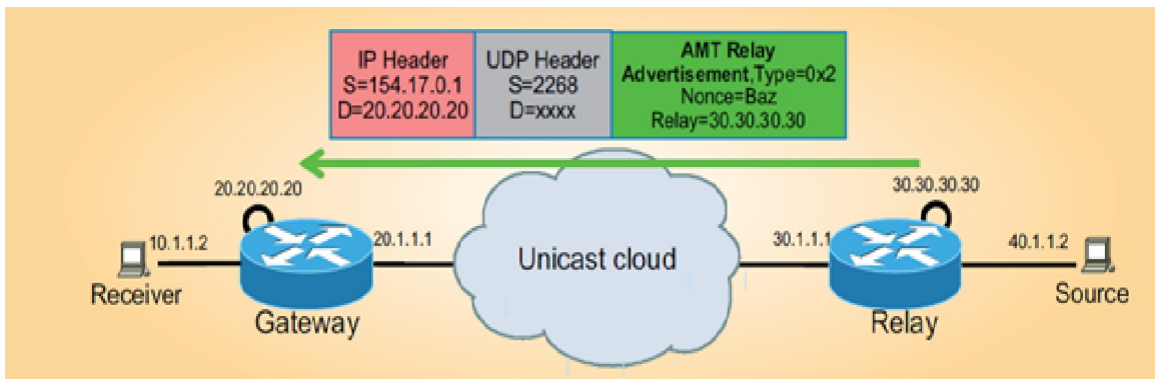 IP Header
S=154.17.0.1
D=20.20.20.20
UDP Header
S=2268
D=xxxx
AMT Relay
Advertisement,Type=0x2
Nonce=Baz
Relay=30.30.30.30
20.20.20.20
30.30.30.30
10.1.1.2
20.1.1.1
Unicast cloud
30.1.1.1
40.1.1.2
Receiver
Gateway
Relay
Source